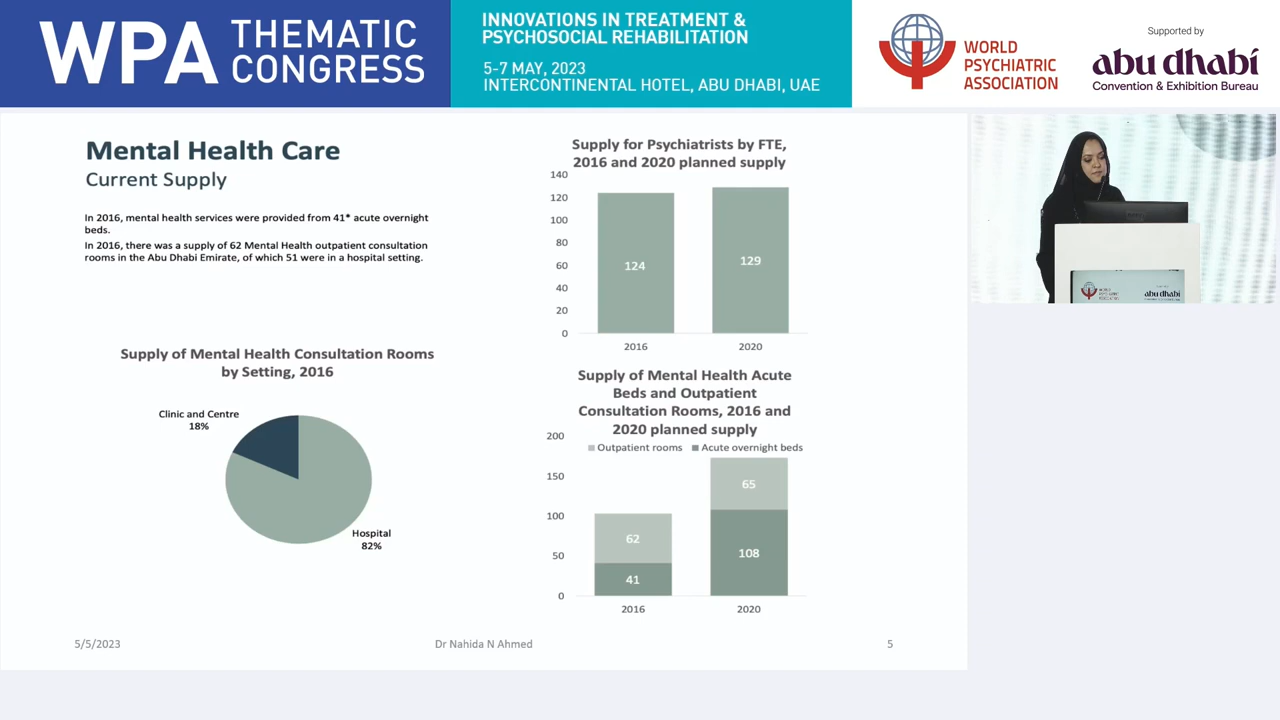 WPA THEMATIC
CONGRESS
INNOVATIONS IN TREATMENT &
PSYCHOSOCIAL REHABILITATION
5-7 MAY, 2023
INTERCONTINENTAL HOTEL, ABU DHABI, UAE
WORLD
PSYCHIATRIC
ASSOCIATION
Supported by
abu dhabi
Convention & Exhibition Bureau
Mental Health Care
Current Supply
In 2016, mental health services were provided from 41* acute overnight
beds.
In 2016, there was a supply of 62 Mental Health outpatient consultation
rooms in the Abu Dhabi Emirate, of which 51 were in a hospital setting.
Supply of Mental Health Consultation Rooms
by Setting, 2016
Clinic and Centre
18%
Hospital
82%
Supply for Psychiatrists by FTE,
2016 and 2020 planned supply
140
120
100
80
60
40
20
0
124
129
2016
2020
Supply of Mental Health Acute
Beds and Outpatient
Consultation Rooms, 2016 and
2020 planned supply
Outpatient rooms
Acute overnight beds
200
150
100
50
0
62
41
65
108
2016
2020
5/5/2023
Dr Nahida N Ahmed
5
abu dhabi